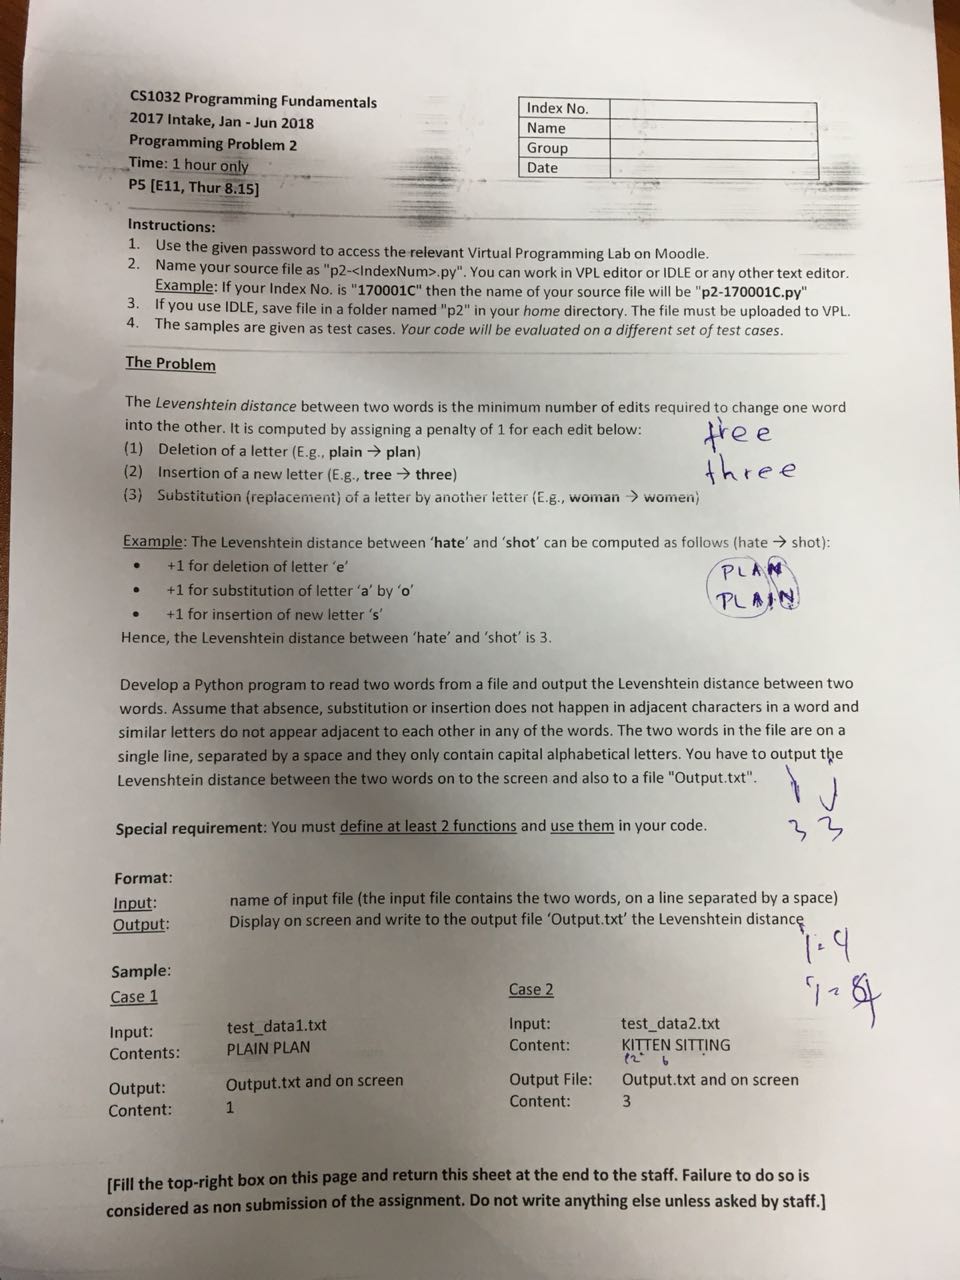 CS1032 Programming Fundamentals
2017 Intake, Jan - Jun 2018
Programming Problem 2
Time: 1 hour only
P5 [E11, Thur 8.15]
Index No.
Name
Group
Date
Instructions:
1. Use the given password to access the relevant Virtual Programming Lab on Moodle.
2. Name your source file as "p2-<IndexNum>.py". You can work in VPL editor or IDLE or any other text editor.
Example: If your Index No. is "170001C" then the name of your source file will be "p2-170001C.py"
3. If you use IDLE, save file in a folder named "p2" in your home directory. The file must be uploaded to VPL.
4. The samples are given as test cases. Your code will be evaluated on a different set of test cases.
The Problem
The Levenshtein distance between two words is the minimum number of edits required to change one word
into the other. It is computed by assigning a penalty of 1 for each edit below:
tree
(1) Deletion of a letter (E.g., plain → plan)
three
(2) Insertion of a new letter (E.g., tree → three)
(3) Substitution (replacement) of a letter by another letter (E.g., woman → women)
Example: The Levenshtein distance between 'hate' and 'shot' can be computed as follows (hate → shot):
• +1 for deletion of letter 'e'
PLAN
• +1 for substitution of letter 'a' by 'o'
PLAIN
• +1 for insertion of new letter 's'
Hence, the Levenshtein distance between 'hate' and 'shot' is 3.
Develop a Python program to read two words from a file and output the Levenshtein distance between two
words. Assume that absence, substitution or insertion does not happen in adjacent characters in a word and
similar letters do not appear adjacent to each other in any of the words. The two words in the file are on a
single line, separated by a space and they only contain capital alphabetical letters. You have to output the
Levenshtein distance between the two words on to the screen and also to a file "Output.txt".
Special requirement: You must define at least 2 functions and use them in your code.
3 3
Format:
Input: name of input file (the input file contains the two words, on a line separated by a space)
Output: Display on screen and write to the output file 'Output.txt' the Levenshtein distance
Sample:
Case 1
Input: test_data1.txt
Contents: PLAIN PLAN
Output: Output.txt and on screen
Content: 1
Case 2
Input: test_data2.txt
Content: KITTEN SITTING
Output File: Output.txt and on screen
Content: 3
[Fill the top-right box on this page and return this sheet at the end to the staff. Failure to do so is
considered as non submission of the assignment. Do not write anything else unless asked by staff.]